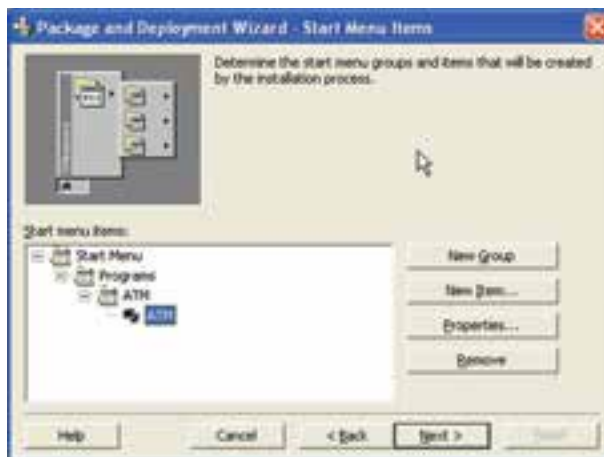 Package and Deployment Wizard - Start Menu Items
Determine the start menu groups and items that will be created
by the installation process.
Start menu items:
Start Menu
Programs
ATM
ATM
New Group
New Item...
Properties...
Remove
Help
Cancel
< Back
Next >